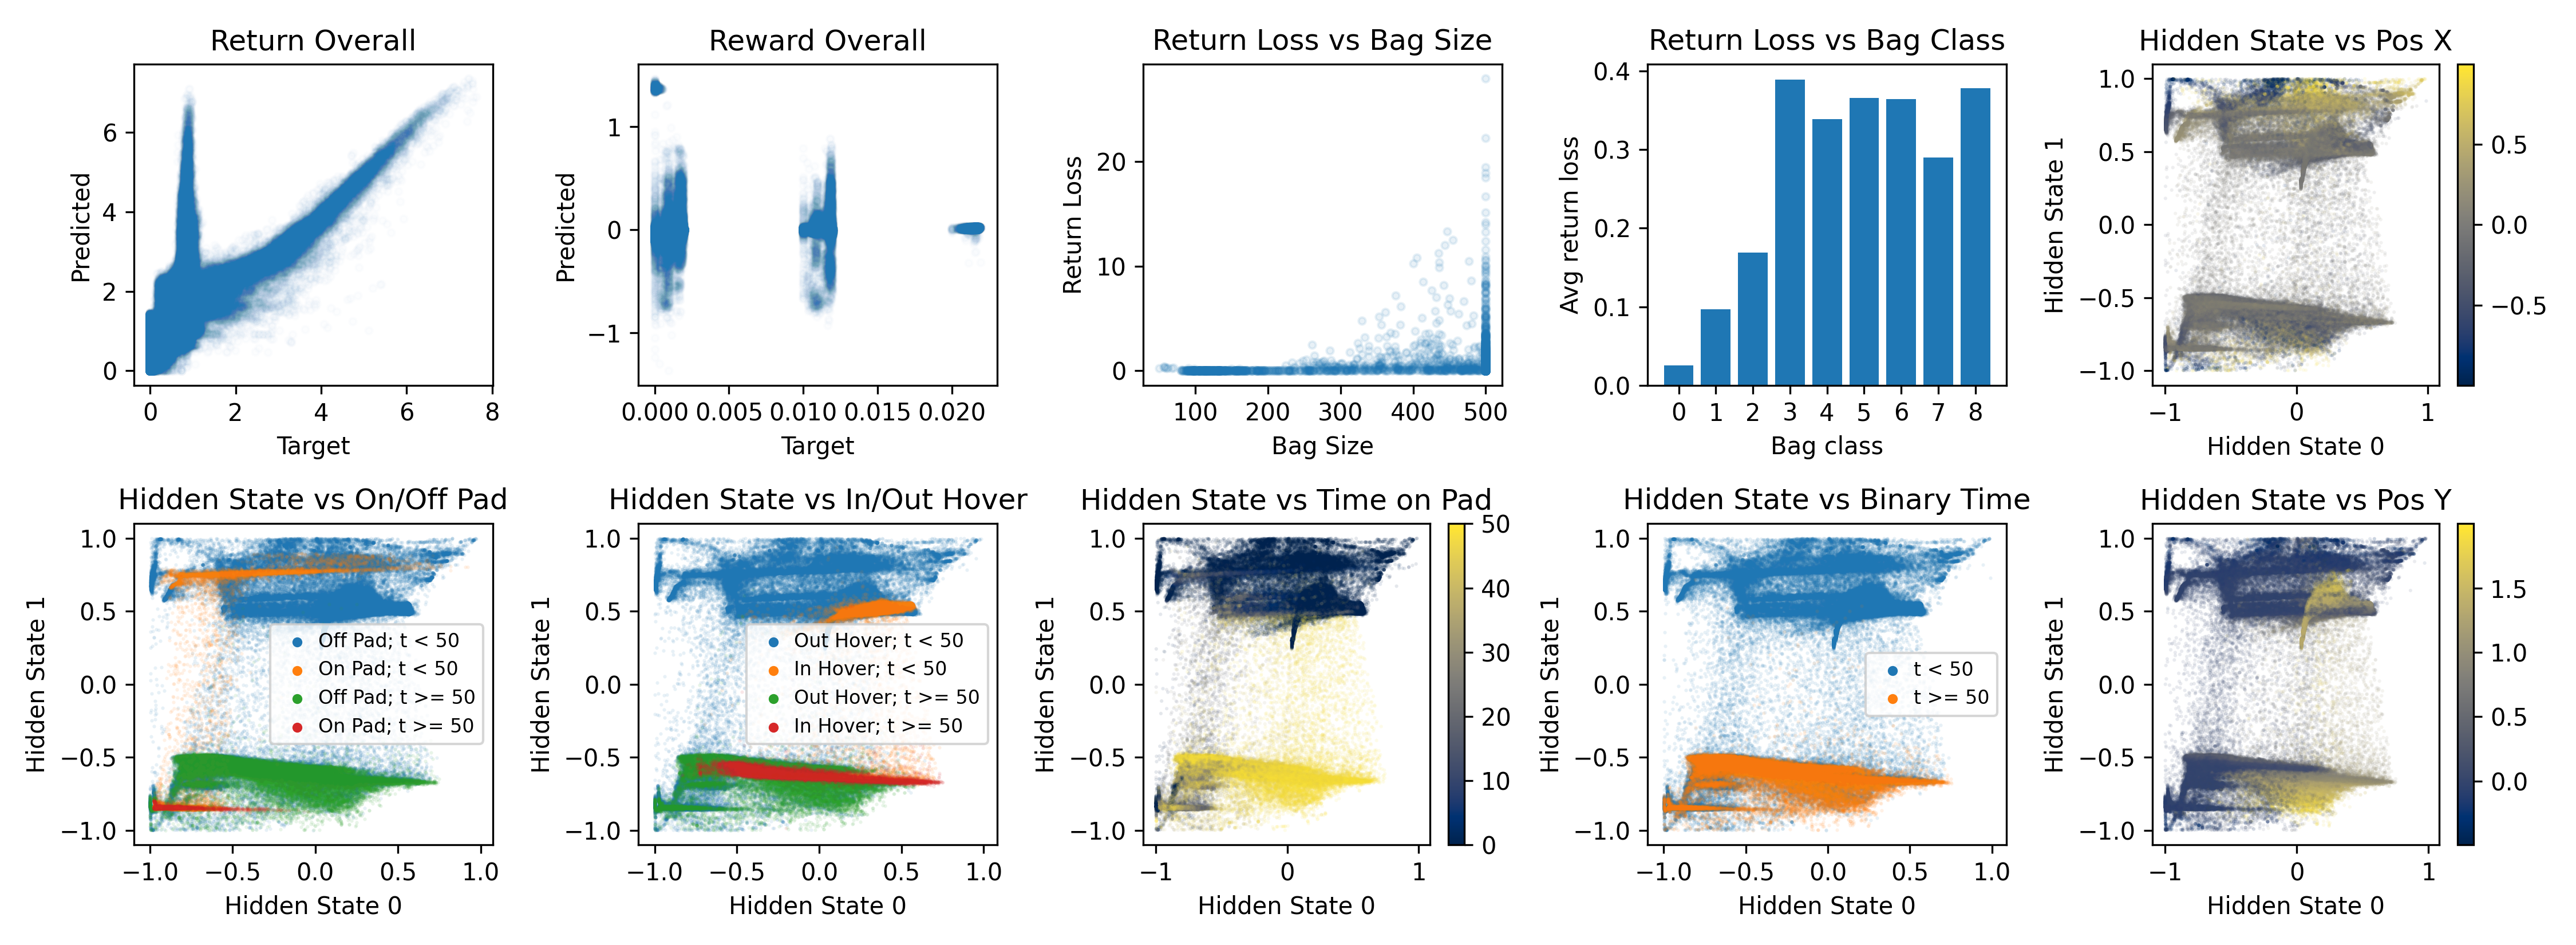 Return Overall
Predicted
6
4
2
0
0 2 4 6 8
Target
Reward Overall
Predicted
1
0
−1
0.000 0.005 0.010 0.015 0.020
Target
Return Loss vs Bag Size
Return Loss
20
10
0
100 200 300 400 500
Bag Size
Return Loss vs Bag Class
Avg return loss
0.4
0.3
0.2
0.1
0.0
0 1 2 3 4 5 6 7 8
Bag class
Hidden State vs Pos X
Hidden State 1
1.0
0.5
0.0
−0.5
−1.0
−1 0 1
Hidden State 0
0.5
0.0
−0.5
Hidden State vs On/Off Pad
Hidden State 1
1.0
0.5
0.0
−0.5
−1.0
Off Pad; t < 50
On Pad; t < 50
Off Pad; t >= 50
On Pad; t >= 50
−1.0 −0.5 0.0 0.5 1.0
Hidden State 0
Hidden State vs In/Out Hover
Hidden State 1
1.0
0.5
0.0
−0.5
−1.0
Out Hover; t < 50
In Hover; t < 50
Out Hover; t >= 50
In Hover; t >= 50
−1.0 −0.5 0.0 0.5 1.0
Hidden State 0
Hidden State vs Time on Pad
Hidden State 1
1.0
0.5
0.0
−0.5
−1.0
−1 0 1
Hidden State 0
50
40
30
20
10
0
Hidden State vs Binary Time
Hidden State 1
1.0
0.5
0.0
−0.5
−1.0
t < 50
t >= 50
−1.0 −0.5 0.0 0.5 1.0
Hidden State 0
Hidden State vs Pos Y
Hidden State 1
1.0
0.5
0.0
−0.5
−1.0
−1 0 1
Hidden State 0
1.5
1.0
0.5
0.0